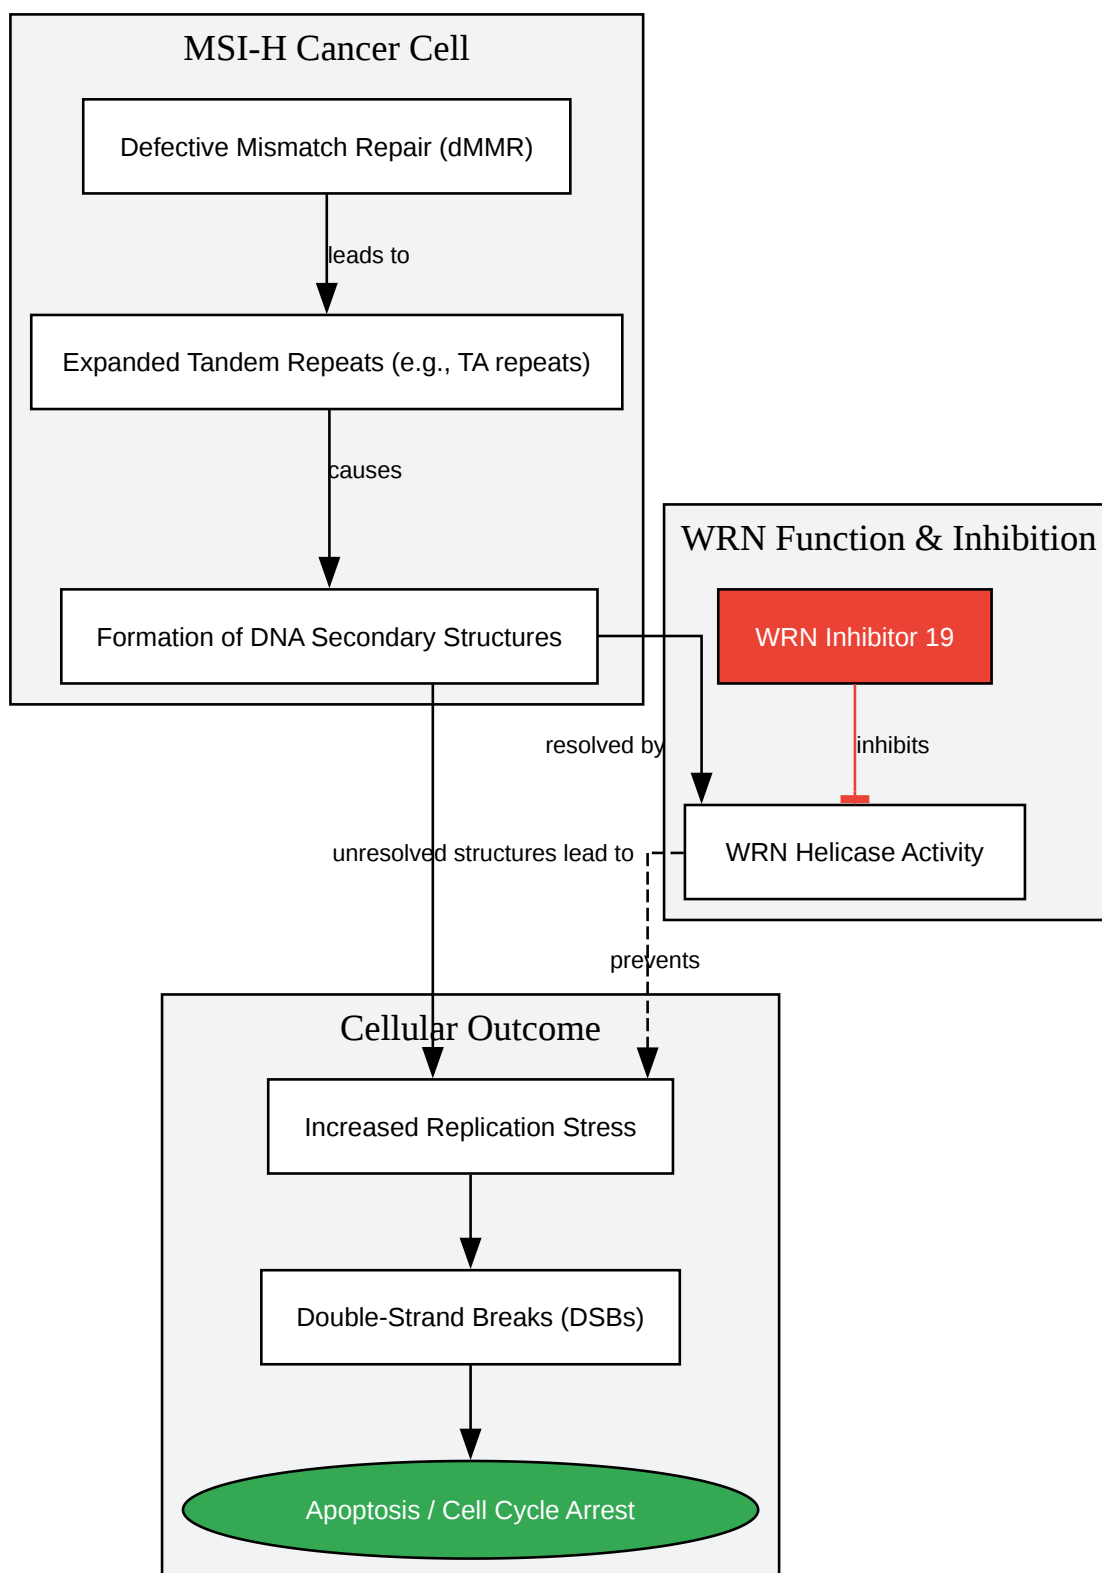 MSI-H Cancer Cell
Defective Mismatch Repair (dMMR)
leads to
Expanded Tandem Repeats (e.g., TA repeats)
causes
Formation of DNA Secondary Structures
WRN Function & Inhibition
WRN Inhibitor 19
resolved by
inhibits
WRN Helicase Activity
unresolved structures lead to
prevents
Cellular Outcome
Increased Replication Stress
Double-Strand Breaks (DSBs)
Apoptosis / Cell Cycle Arrest